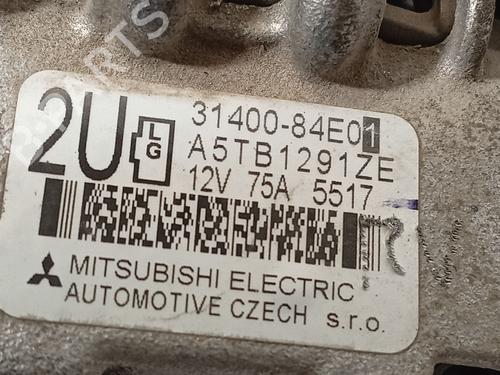 2U LG 31400-84E01
A5TB1291ZE
12V 75A 5517
MITSUBISHI ELECTRIC
AUTOMOTIVE CZECH s.r.o.